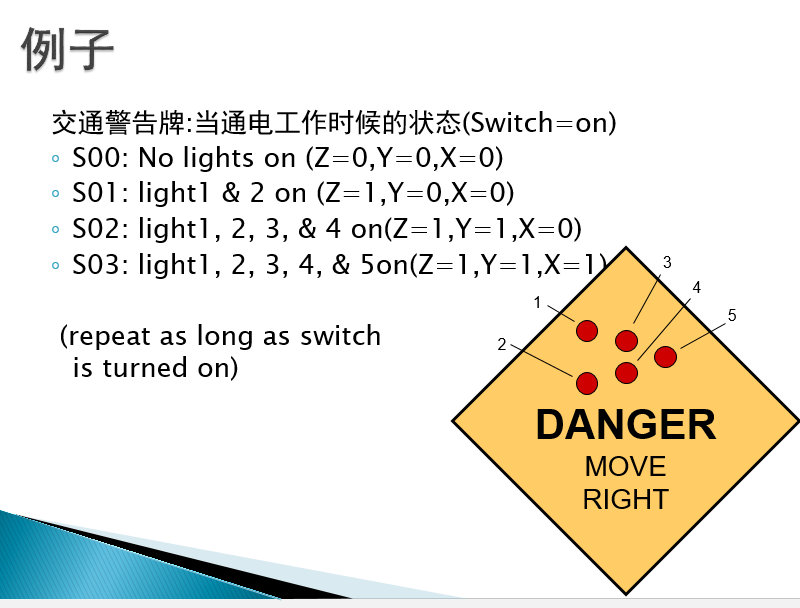 例子
交通警告牌:当通电工作时候的状态(Switch=on)
◦ S00: No lights on (Z=0,Y=0,X=0)
◦ S01: light1 & 2 on (Z=1,Y=0,X=0)
◦ S02: light1, 2, 3, & 4 on(Z=1,Y=1,X=0)
◦ S03: light1, 2, 3, 4, & 5on(Z=1,Y=1,X=1)
(repeat as long as switch
is turned on)
3
4
1
5
2
DANGER
MOVE
RIGHT